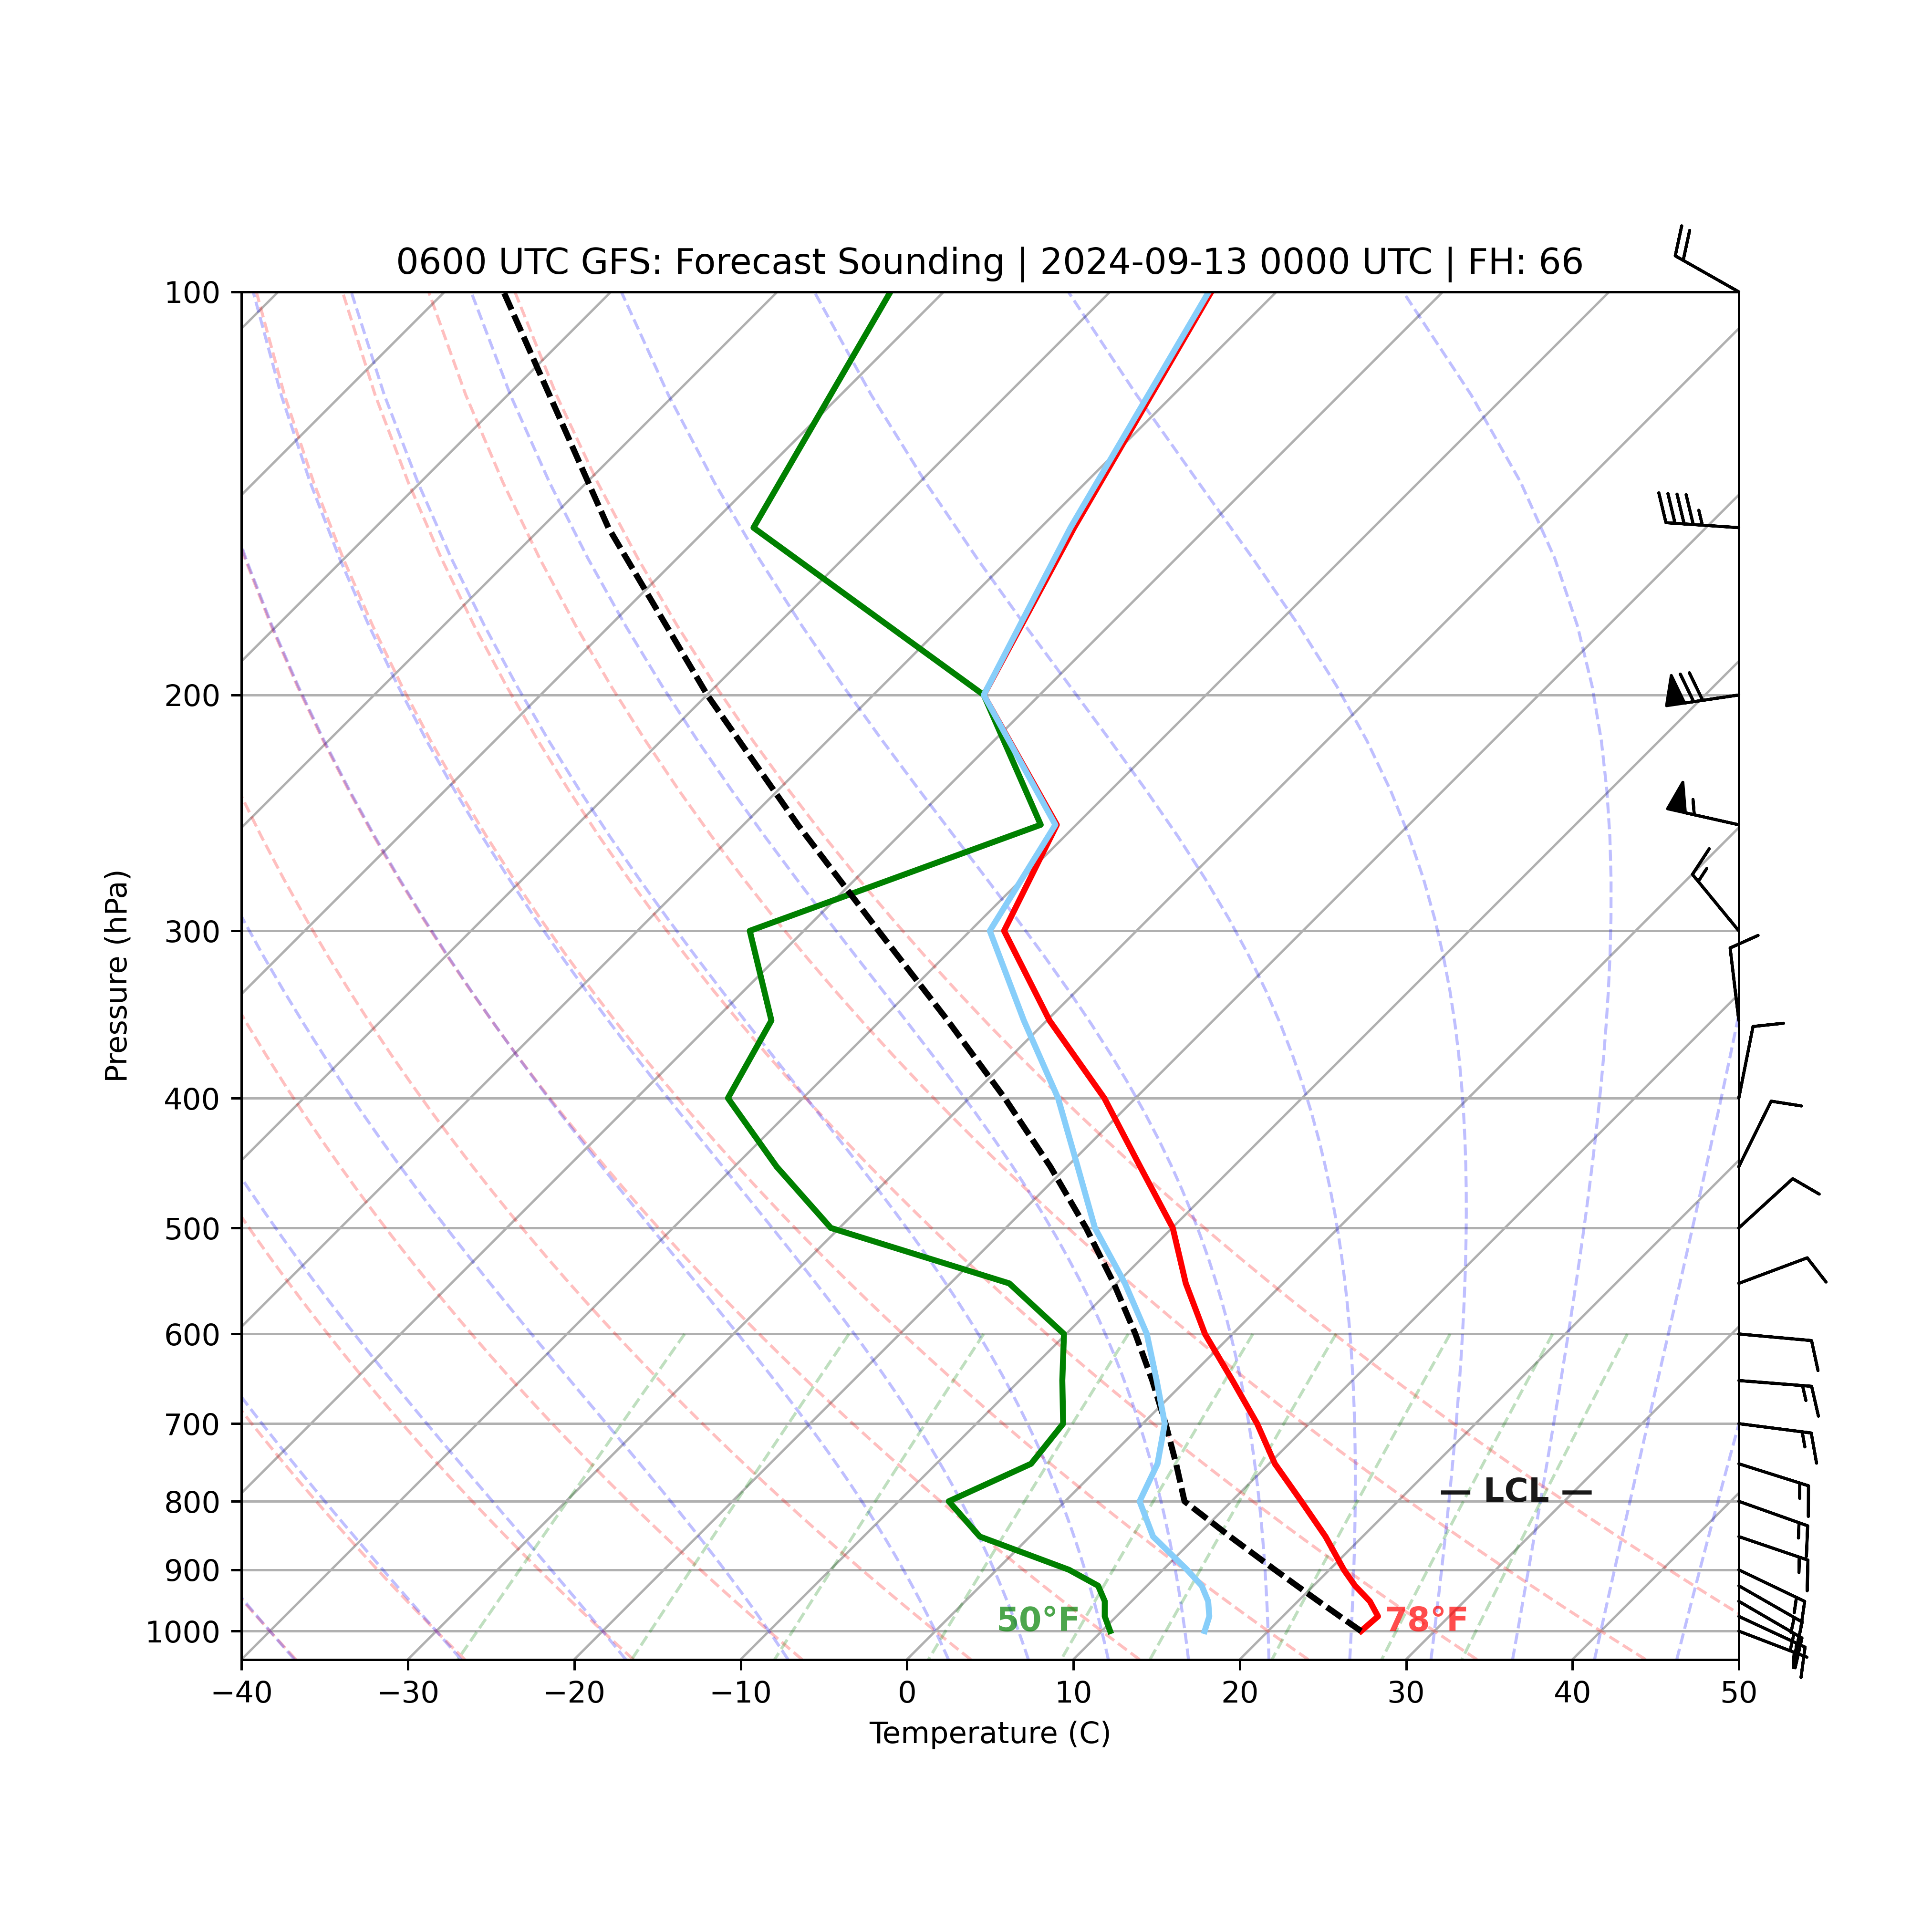 0600 UTC GFS: Forecast Sounding | 2024-09-13 0000 UTC | FH: 66
100
200
300
400
500
600
700
800
900
1000
Pressure (hPa)
— LCL —
50°F
78°F
−40 −30 −20 −10 0 10 20 30 40 50
Temperature (C)